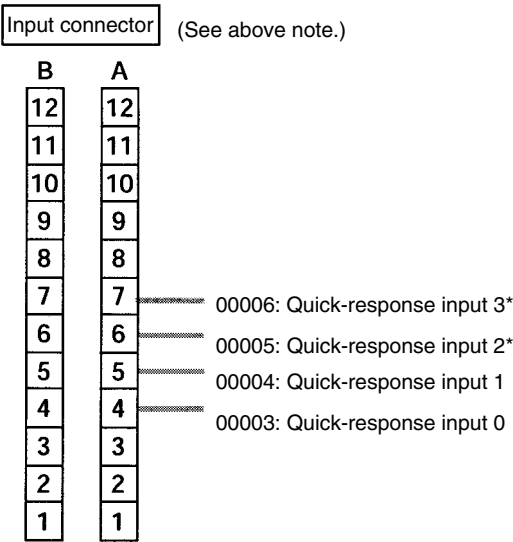 Input connector (See above note.)
B A
12 12
11 11
10 10
9 9
8 8
7 7 00006: Quick-response input 3*
6 6 00005: Quick-response input 2*
5 5 00004: Quick-response input 1
4 4 00003: Quick-response input 0
3 3
2 2
1 1